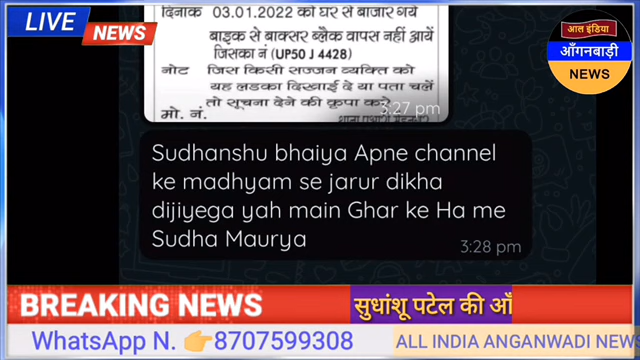 LIVE NEWS
दिनाक 03.01.2022 को घर से बाजार गये
बाइक से बाक्सर ब्लैक वापस नहीं आयें
जिसका नं (UP50 J 4428)
नोट जिस किसी सज्जन व्यक्ति को
यह लडका दिखाई दे या पता चलें
तो सूचना देने की कृपा करे
मो. नं.
3:27 pm
आल इंडिया
आँगनबाड़ी
NEWS
Sudhanshu bhaiya Apne channel
ke madhyam se jarur dikha
dijiyega yah main Ghar ke Ha me
Sudha Maurya
3:28 pm
BREAKING NEWS
सुधांशू पटेल की आँ
WhatsApp N. 👉8707599308
ALL INDIA ANGANWADI NEWS